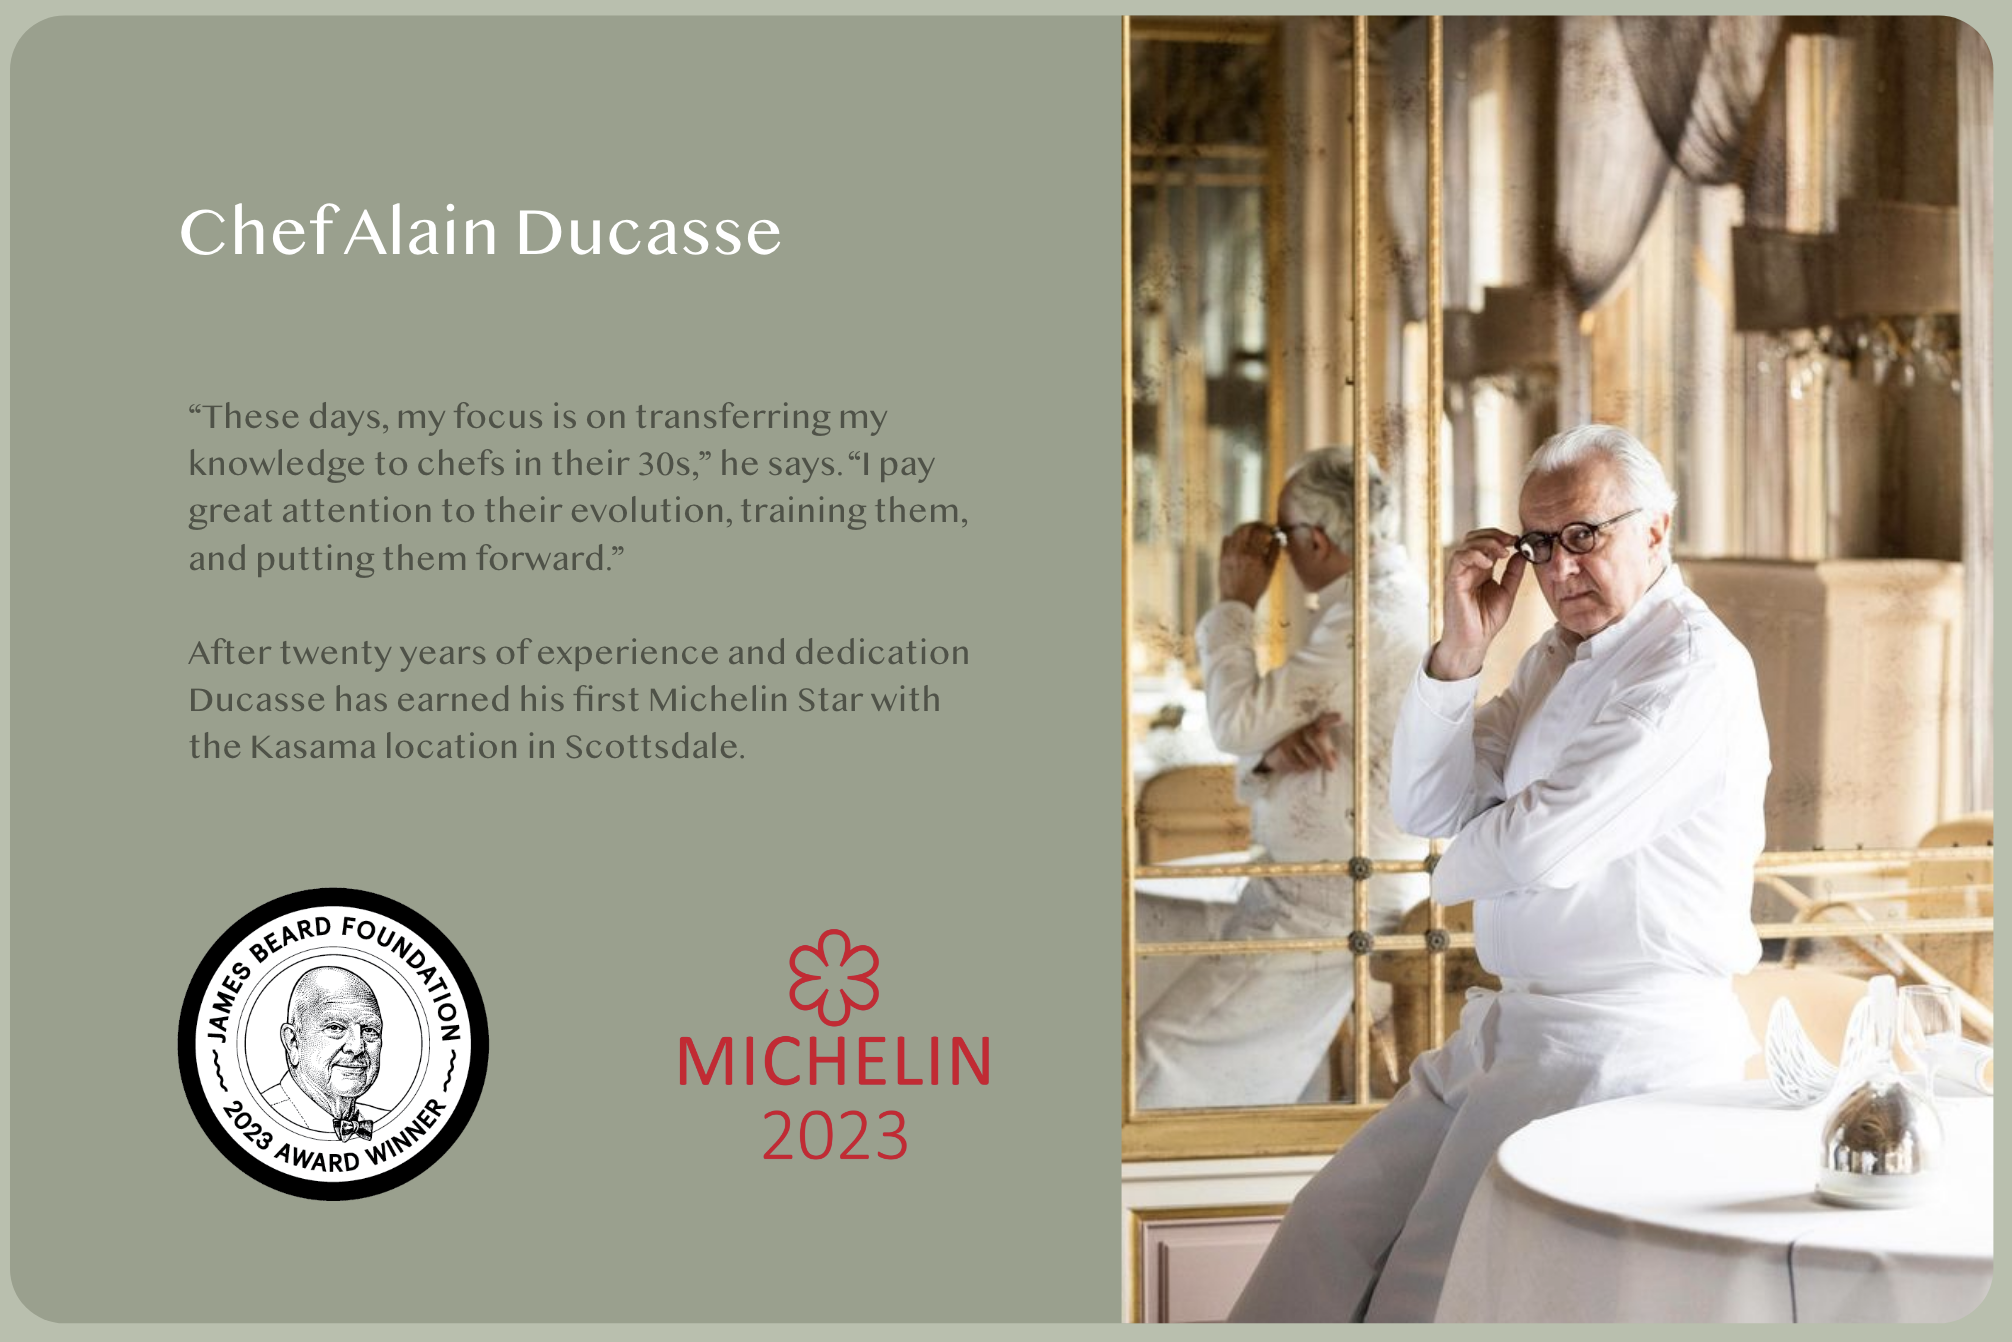 Chef Alain Ducasse
“These days, my focus is on transferring my
knowledge to chefs in their 30s,” he says. “I pay
great attention to their evolution, training them,
and putting them forward.”
After twenty years of experience and dedication
Ducasse has earned his first Michelin Star with
the Kasama location in Scottsdale.
JAMES BEARD FOUNDATION
2023 AWARD WINNER
MICHELIN
2023